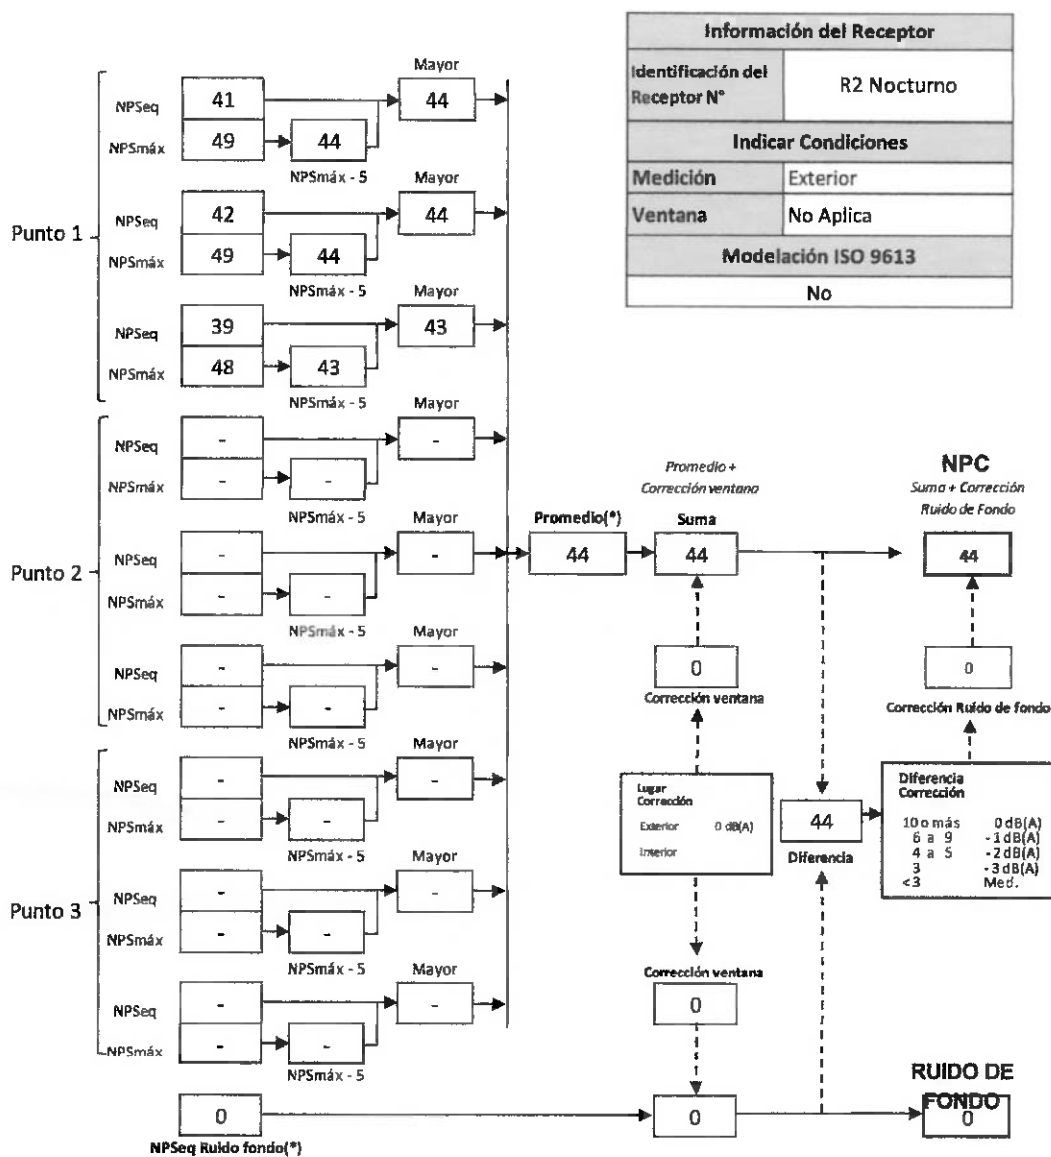 Información del Receptor
Identificación del Receptor N°
R2 Nocturno
Indicar Condiciones
Medición Exterior
Ventana No Aplica
Modelación ISO 9613
No
Punto 1
Mayor
NPSeq 41 44
NPSmáx 49 44
NPSmáx - 5
Mayor
NPSeq 42 44
NPSmáx 49 44
NPSmáx - 5
Mayor
NPSeq 39 43
NPSmáx 48 43
NPSmáx - 5
Punto 2
Mayor
NPSeq - -
NPSmáx - -
NPSmáx - 5
Mayor
NPSeq - -
NPSmáx - -
NPSmáx - 5
Mayor
NPSeq - -
NPSmáx - -
NPSmáx - 5
Punto 3
Mayor
NPSeq - -
NPSmáx - -
NPSmáx - 5
Mayor
NPSeq - -
NPSmáx - -
NPSmáx - 5
Mayor
NPSeq - -
NPSmáx - -
NPSmáx - 5
0
NPSeq Ruido fondo(*)
Promedio(*)
44
Promedio +
Corrección ventana
Suma
44
0
Corrección ventana
Lugar
Corrección
Exterior 0 dB(A)
Interior
Corrección ventana
0
0
44
Diferencia
NPC
Suma + Corrección
Ruido de Fondo
44
0
Corrección Ruido de fondo
Diferencia
Corrección
10 o más 0 dB(A)
6 a 9 -1 dB(A)
4 a 5 -2 dB(A)
3 -3 dB(A)
<3 Med.
RUIDO DE
FONDO
0